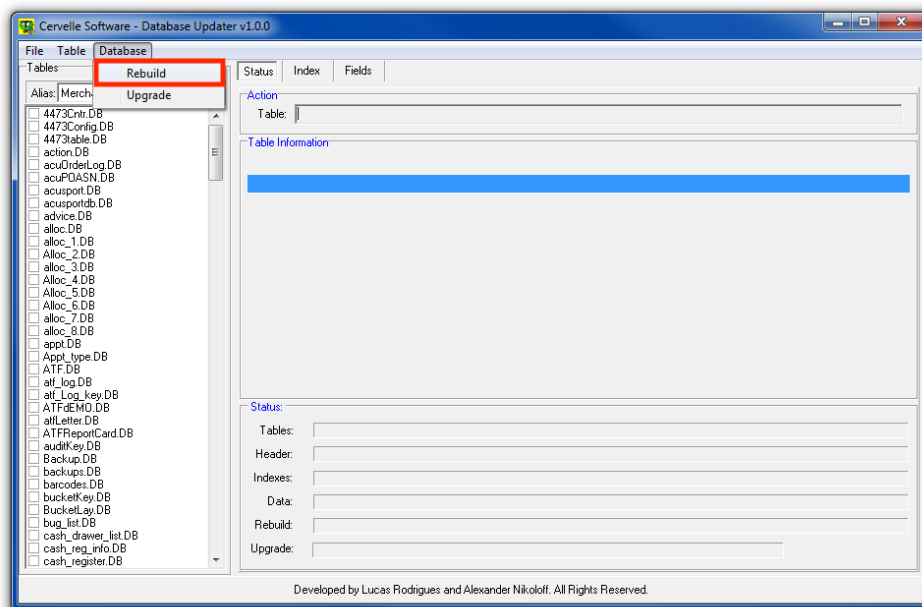 Cervelle Software - Database Updater v1.0.0
File Table Database
Rebuild
Upgrade
Tables
Alias: Merch
4473Cntr.DB
4473Config.DB
4473table.DB
action.DB
acuOrderLog.DB
acuPOASN.DB
acusport.DB
acusportdb.DB
advice.DB
alloc.DB
alloc_1.DB
Alloc_2.DB
alloc_3.DB
Alloc_4.DB
Alloc_5.DB
Alloc_6.DB
alloc_7.DB
alloc_8.DB
appt.DB
Appt_type.DB
ATF.DB
atf_log.DB
atf_Log_key.DB
ATFdEMO.DB
atfLetter.DB
ATFReportCard.DB
auditKey.DB
Backup.DB
backups.DB
barcodes.DB
bucketKey.DB
BucketLay.DB
bug_list.DB
cash_drawer_list.DB
cash_reg_info.DB
cash_register.DB
Status Index Fields
Action
Table:
Table Information
Status:
Tables:
Header:
Indexes:
Data:
Rebuild:
Upgrade:
Developed by Lucas Rodrigues and Alexander Nikoloff. All Rights Reserved.